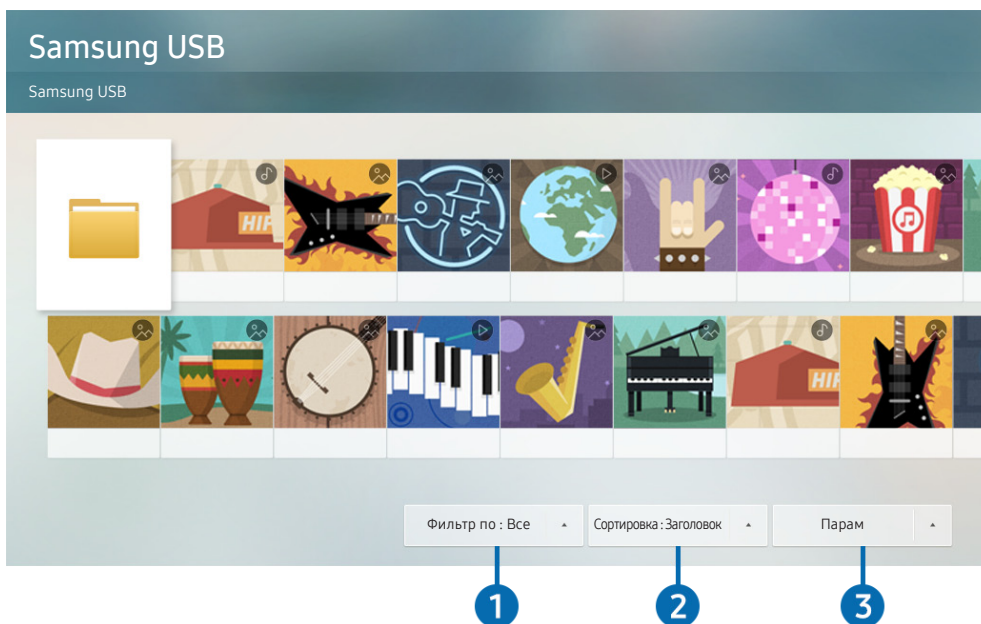 Samsung USB
Samsung USB
HIP
HIP
Фильтр по : Все
Сортировка : Заголовок
Парам
1
2
3